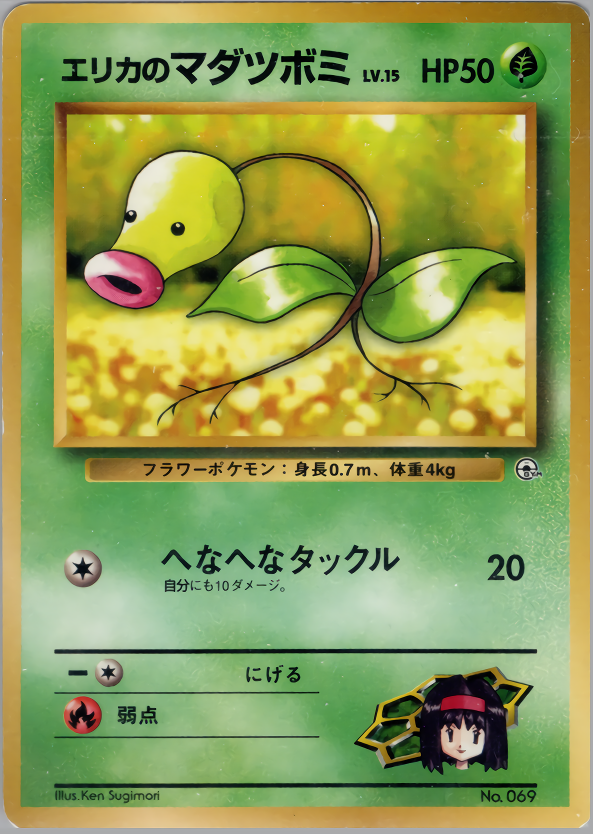 エリカのマダツボミ LV.15 HP50
フラワーポケモン：身長0.7m、体重4kg
GYM
へなへなタックル 20
自分にも10ダメージ。
にげる
弱点
Illus.Ken Sugimori No. 069